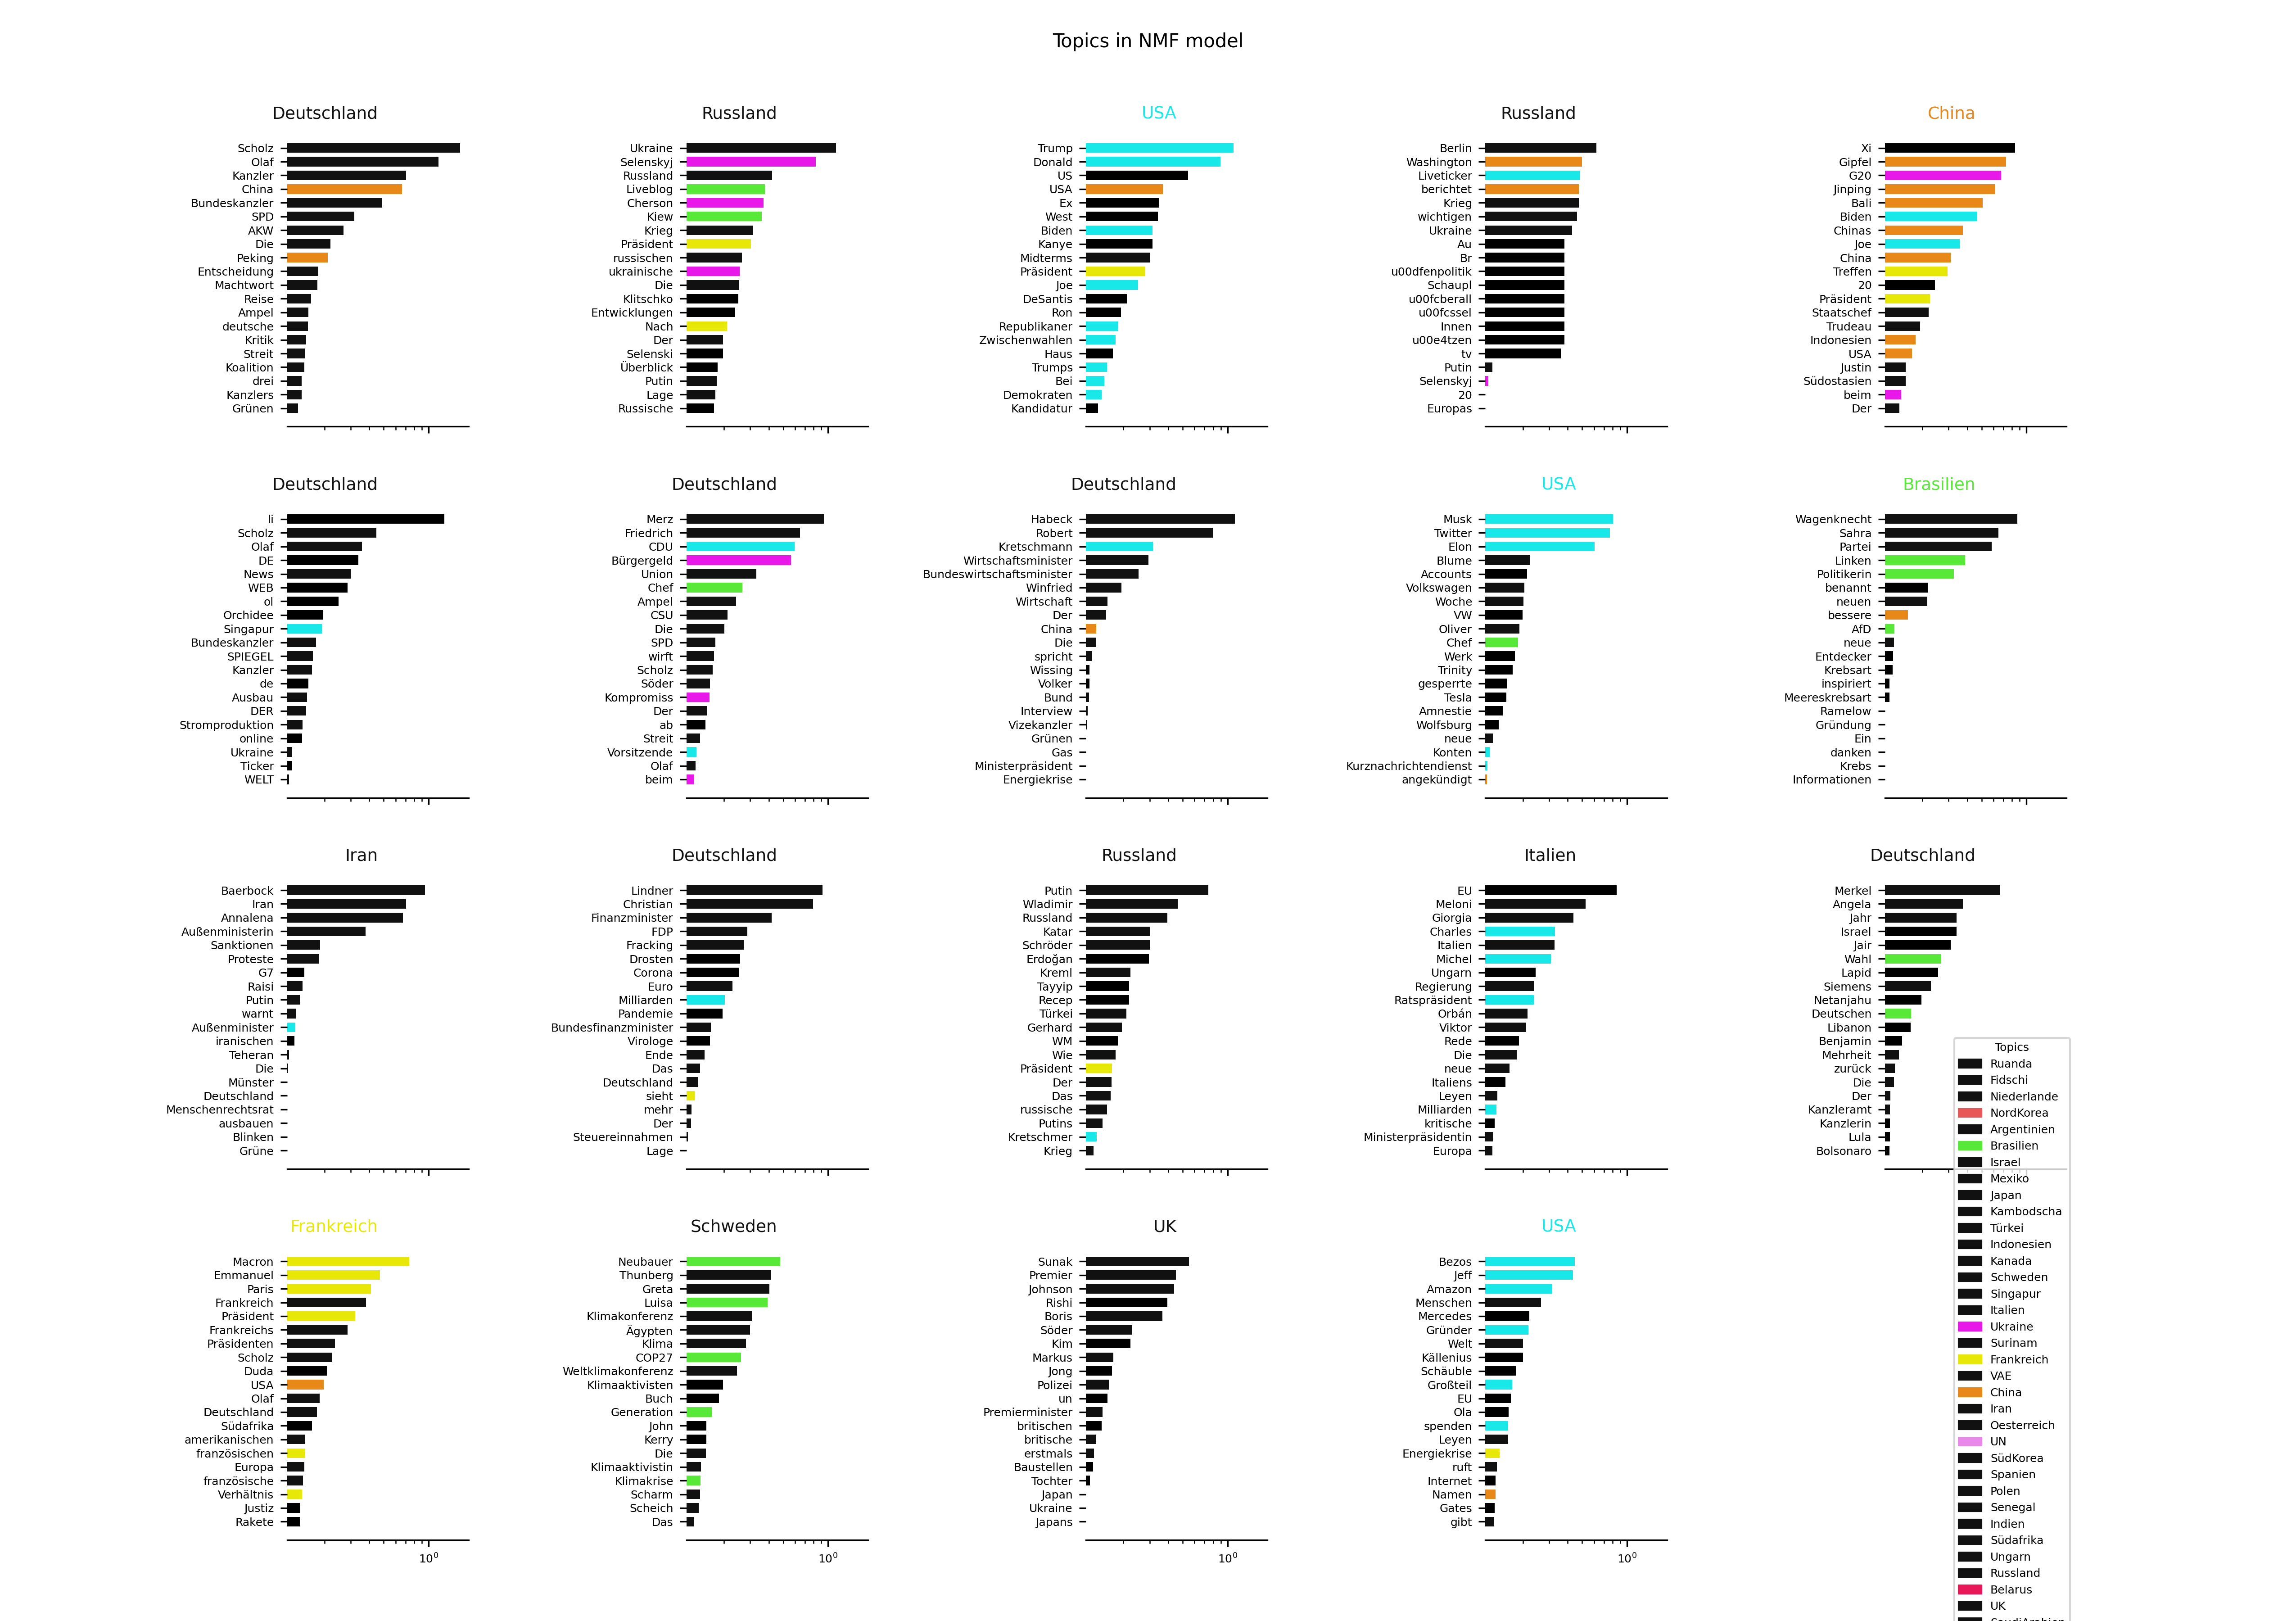 Topics in NMF model
Deutschland
Scholz
Olaf
Kanzler
China
Bundeskanzler
SPD
AKW
Die
Peking
Entscheidung
Machtwort
Reise
Ampel
deutsche
Kritik
Streit
Koalition
drei
Kanzlers
Grünen
Russland
Ukraine
Selenskyj
Russland
Liveblog
Cherson
Kiew
Krieg
Präsident
russischen
ukrainische
Die
Klitschko
Entwicklungen
Nach
Der
Selenski
Überblick
Putin
Lage
Russische
USA
Trump
Donald
US
USA
Ex
West
Biden
Kanye
Midterms
Präsident
Joe
DeSantis
Ron
Republikaner
Zwischenwahlen
Haus
Trumps
Bei
Demokraten
Kandidatur
Russland
Berlin
Washington
Liveticker
berichtet
Krieg
wichtigen
Ukraine
Au
Br
u00dfenpolitik
Schaupl
u00fcberall
u00fcssel
Innen
u00e4tzen
tv
Putin
Selenskyj
20
Europas
China
Xi
Gipfel
G20
Jinping
Bali
Biden
Chinas
Joe
China
Treffen
20
Präsident
Staatschef
Trudeau
Indonesien
USA
Justin
Südostasien
beim
Der
Deutschland
li
Scholz
Olaf
DE
News
WEB
ol
Orchidee
Singapur
Bundeskanzler
SPIEGEL
Kanzler
de
Ausbau
DER
Stromproduktion
online
Ukraine
Ticker
WELT
Deutschland
Merz
Friedrich
CDU
Bürgergeld
Union
Chef
Ampel
CSU
Die
SPD
wirft
Scholz
Söder
Kompromiss
Der
ab
Streit
Vorsitzende
Olaf
beim
Deutschland
Habeck
Robert
Kretschmann
Wirtschaftsminister
Bundeswirtschaftsminister
Winfried
Wirtschaft
Der
China
Die
spricht
Wissing
Volker
Bund
Interview
Vizekanzler
Grünen
Gas
Ministerpräsident
Energiekrise
USA
Musk
Twitter
Elon
Blume
Accounts
Volkswagen
Woche
VW
Oliver
Chef
Werk
Trinity
gesperrte
Tesla
Amnestie
Wolfsburg
neue
Konten
Kurznachrichtendienst
angekündigt
Brasilien
Wagenknecht
Sahra
Partei
Linken
Politikerin
benannt
neuen
bessere
AfD
neue
Entdecker
Krebsart
inspiriert
Meereskrebsart
Ramelow
Gründung
Ein
danken
Krebs
Informationen
Iran
Baerbock
Iran
Annalena
Außenministerin
Sanktionen
Proteste
G7
Raisi
Putin
warnt
Außenminister
iranischen
Teheran
Die
Münster
Deutschland
Menschenrechtsrat
ausbauen
Blinken
Grüne
Deutschland
Lindner
Christian
Finanzminister
FDP
Fracking
Drosten
Corona
Euro
Milliarden
Pandemie
Bundesfinanzminister
Virologe
Ende
Das
Deutschland
sieht
mehr
Der
Steuereinnahmen
Lage
Russland
Putin
Wladimir
Russland
Katar
Schröder
Erdoğan
Kreml
Tayyip
Recep
Türkei
Gerhard
WM
Wie
Präsident
Der
Das
russische
Putins
Kretschmer
Krieg
Italien
EU
Meloni
Giorgia
Charles
Italien
Michel
Ungarn
Regierung
Ratspräsident
Orbán
Viktor
Rede
Die
neue
Italiens
Leyen
Milliarden
kritische
Ministerpräsidentin
Europa
Deutschland
Merkel
Angela
Jahr
Israel
Jair
Wahl
Lapid
Siemens
Netanjahu
Deutschen
Libanon
Benjamin
Mehrheit
zurück
Die
Der
Kanzleramt
Kanzlerin
Lula
Bolsonaro
Frankreich
Macron
Emmanuel
Paris
Frankreich
Präsident
Frankreichs
Präsidenten
Scholz
Duda
USA
Olaf
Deutschland
Südafrika
amerikanischen
französischen
Europa
französische
Verhältnis
Justiz
Rakete
10⁰
Schweden
Neubauer
Thunberg
Greta
Luisa
Klimakonferenz
Ägypten
Klima
COP27
Weltklimakonferenz
Klimaaktivisten
Buch
Generation
John
Kerry
Die
Klimaaktivistin
Klimakrise
Scharm
Scheich
Das
10⁰
UK
Sunak
Premier
Johnson
Rishi
Boris
Söder
Kim
Markus
Jong
Polizei
un
Premierminister
britischen
britische
erstmals
Baustellen
Tochter
Japan
Ukraine
Japans
10⁰
USA
Bezos
Jeff
Amazon
Menschen
Mercedes
Gründer
Welt
Källenius
Schäuble
Großteil
EU
Ola
spenden
Leyen
Energiekrise
ruft
Internet
Namen
Gates
gibt
10⁰
Topics
Ruanda
Fidschi
Niederlande
NordKorea
Argentinien
Brasilien
Israel
Mexiko
Japan
Kambodscha
Türkei
Indonesien
Kanada
Schweden
Singapur
Italien
Ukraine
Surinam
Frankreich
VAE
China
Iran
Oesterreich
UN
SüdKorea
Spanien
Polen
Senegal
Indien
Südafrika
Ungarn
Russland
Belarus
UK